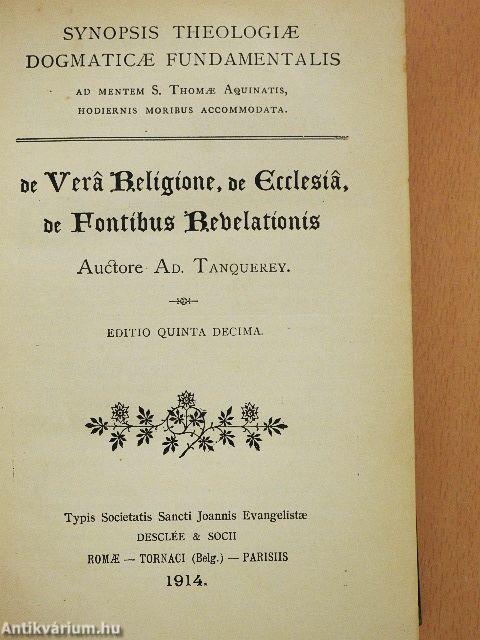 SYNOPSIS THEOLOGIÆ
DOGMATICÆ FUNDAMENTALIS
AD MENTEM S. THOMÆ AQUINATIS,
HODIERNIS MORIBUS ACCOMMODATA.
de Verâ Religione, de Ecclesiâ,
de Fontibus Revelationis
Auctore AD. TANQUEREY.
EDITIO QUINTA DECIMA.
Typis Societatis Sancti Joannis Evangelistæ
DESCLÉE & SOCII
ROMÆ — TORNACI (Belg.) — PARISIIS
1914.
Antikvárium.hu